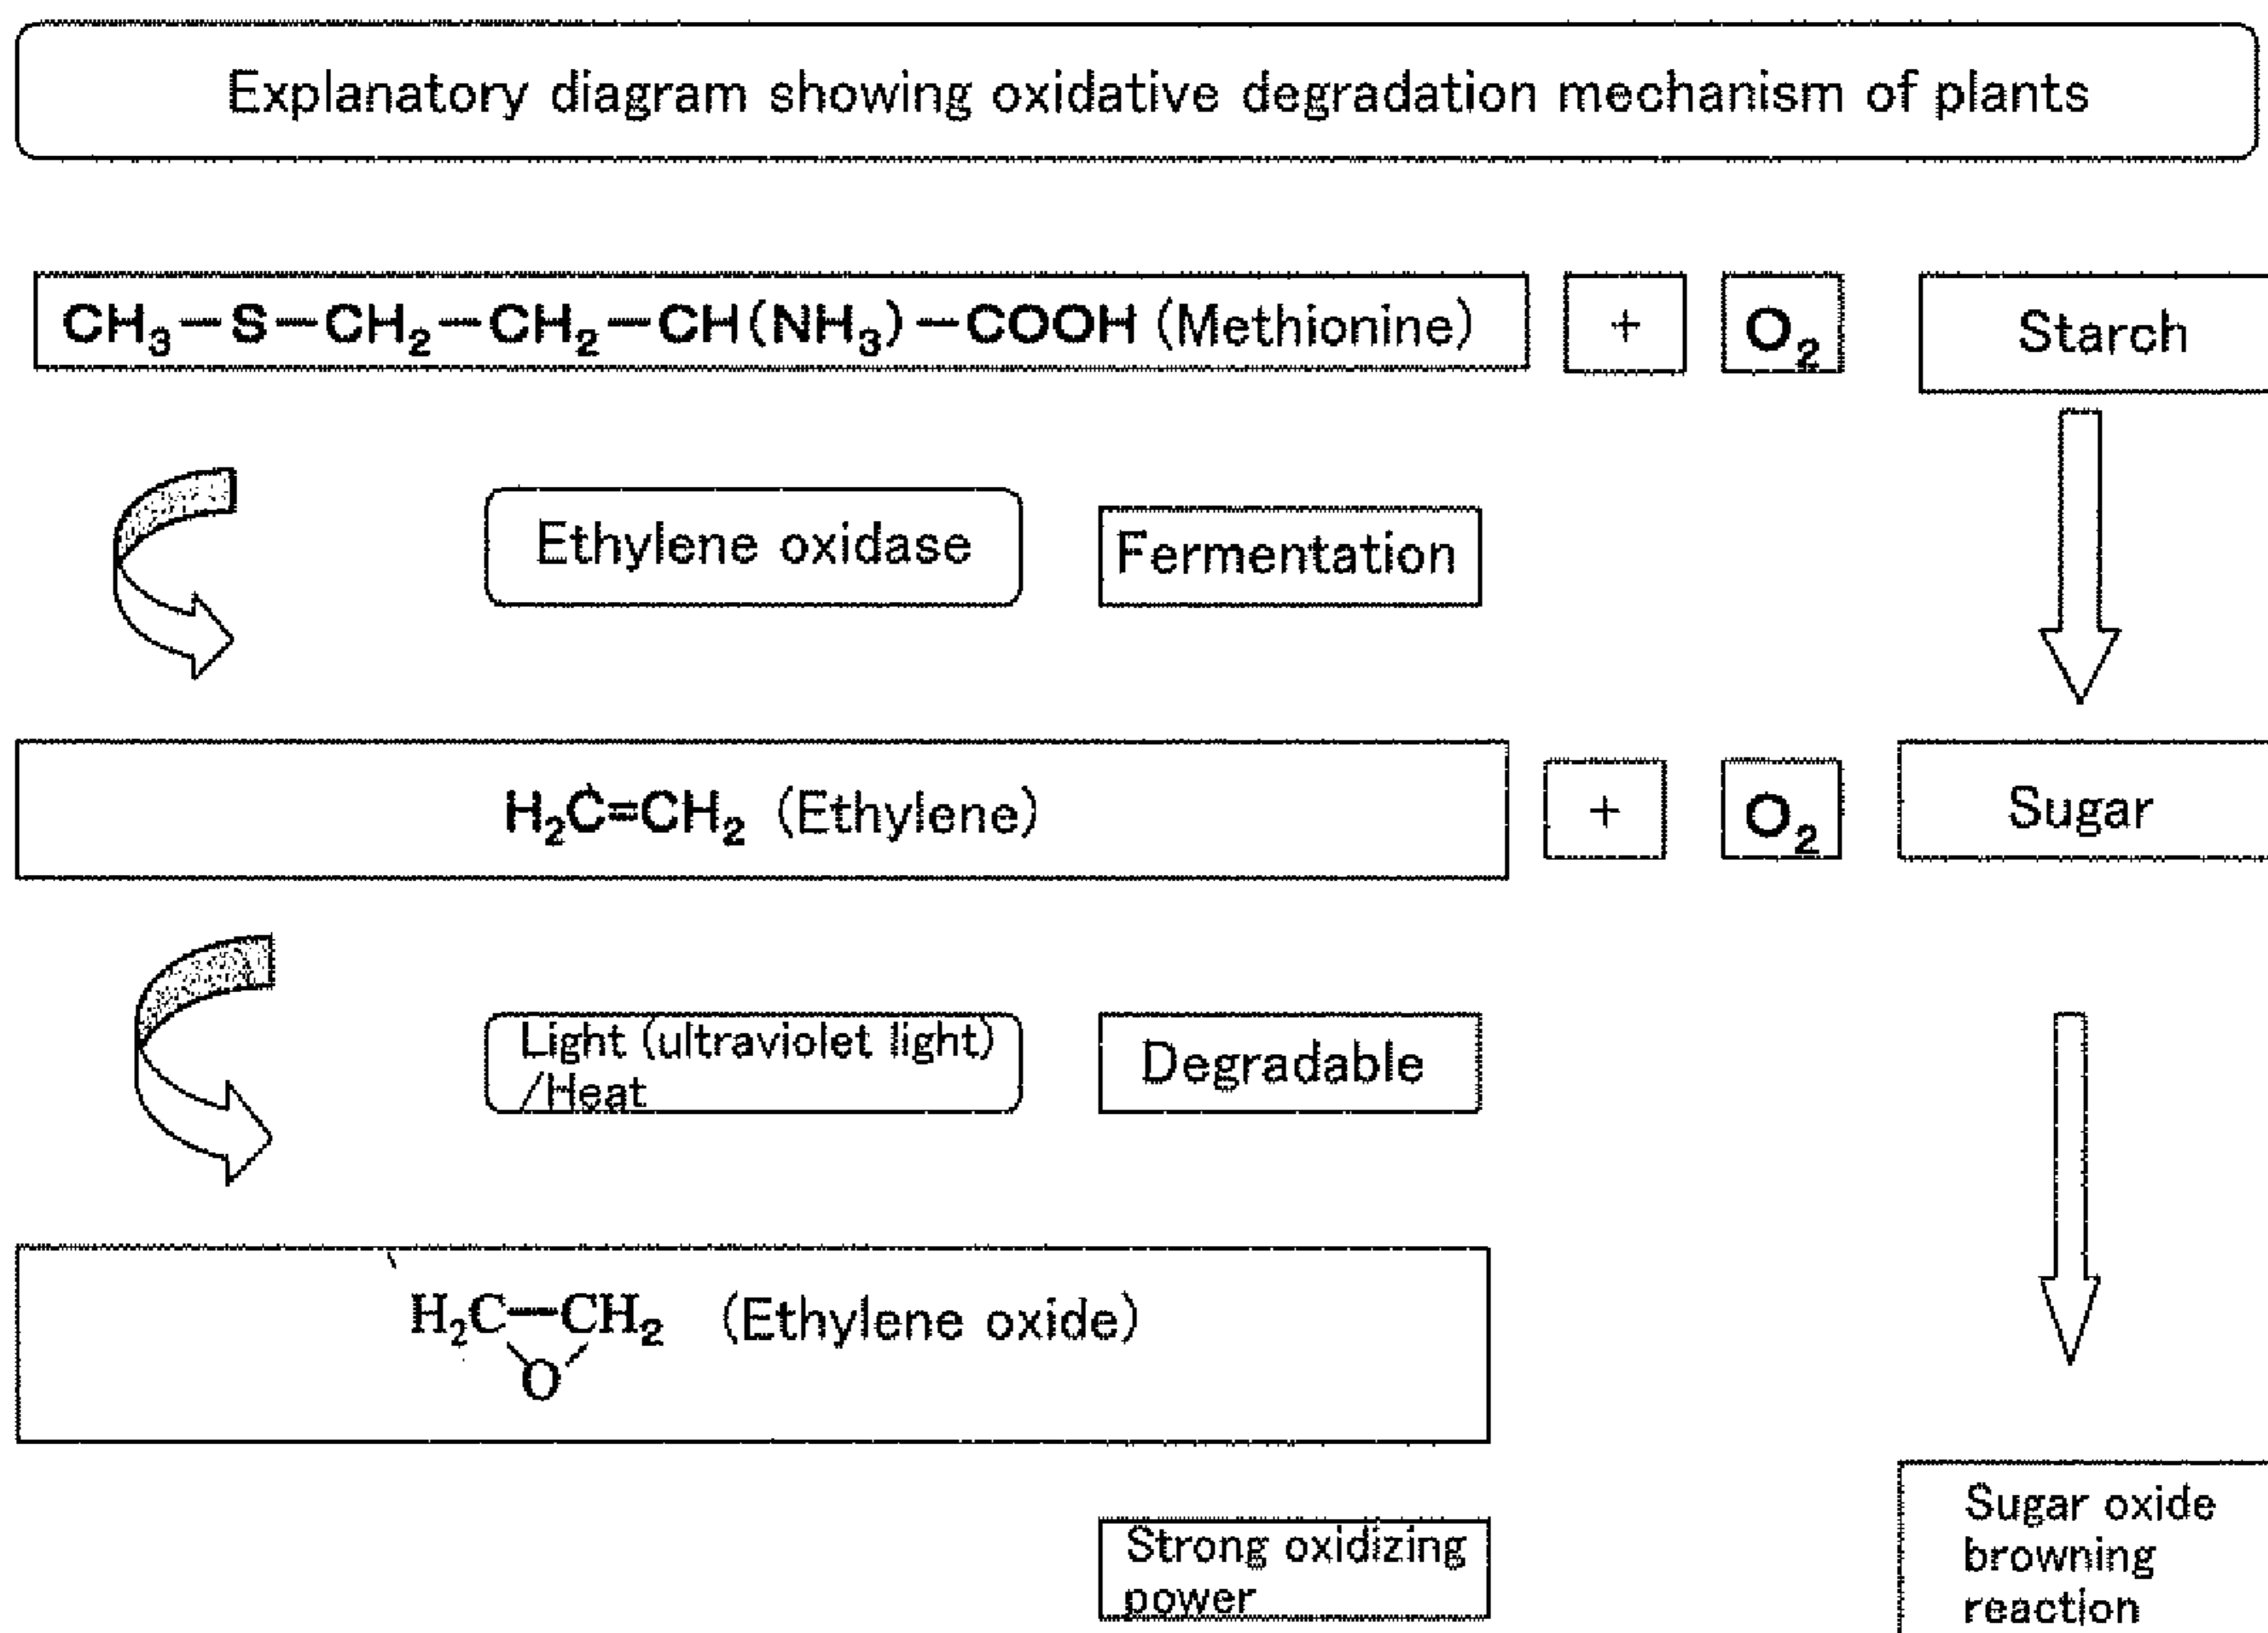 Explanatory diagram showing oxidative degradation mechanism of plants
CH₃—S—CH₂—CH₂—CH(NH₃)—COOH (Methionine) + O₂ Starch
Ethylene oxidase Fermentation
H₂C=CH₂ (Ethylene) + O₂ Sugar
Light (ultraviolet light)
/Heat
Degradable
H₂C—CH₂ (Ethylene oxide)
O
Strong oxidizing
power
Sugar oxide
browning
reaction